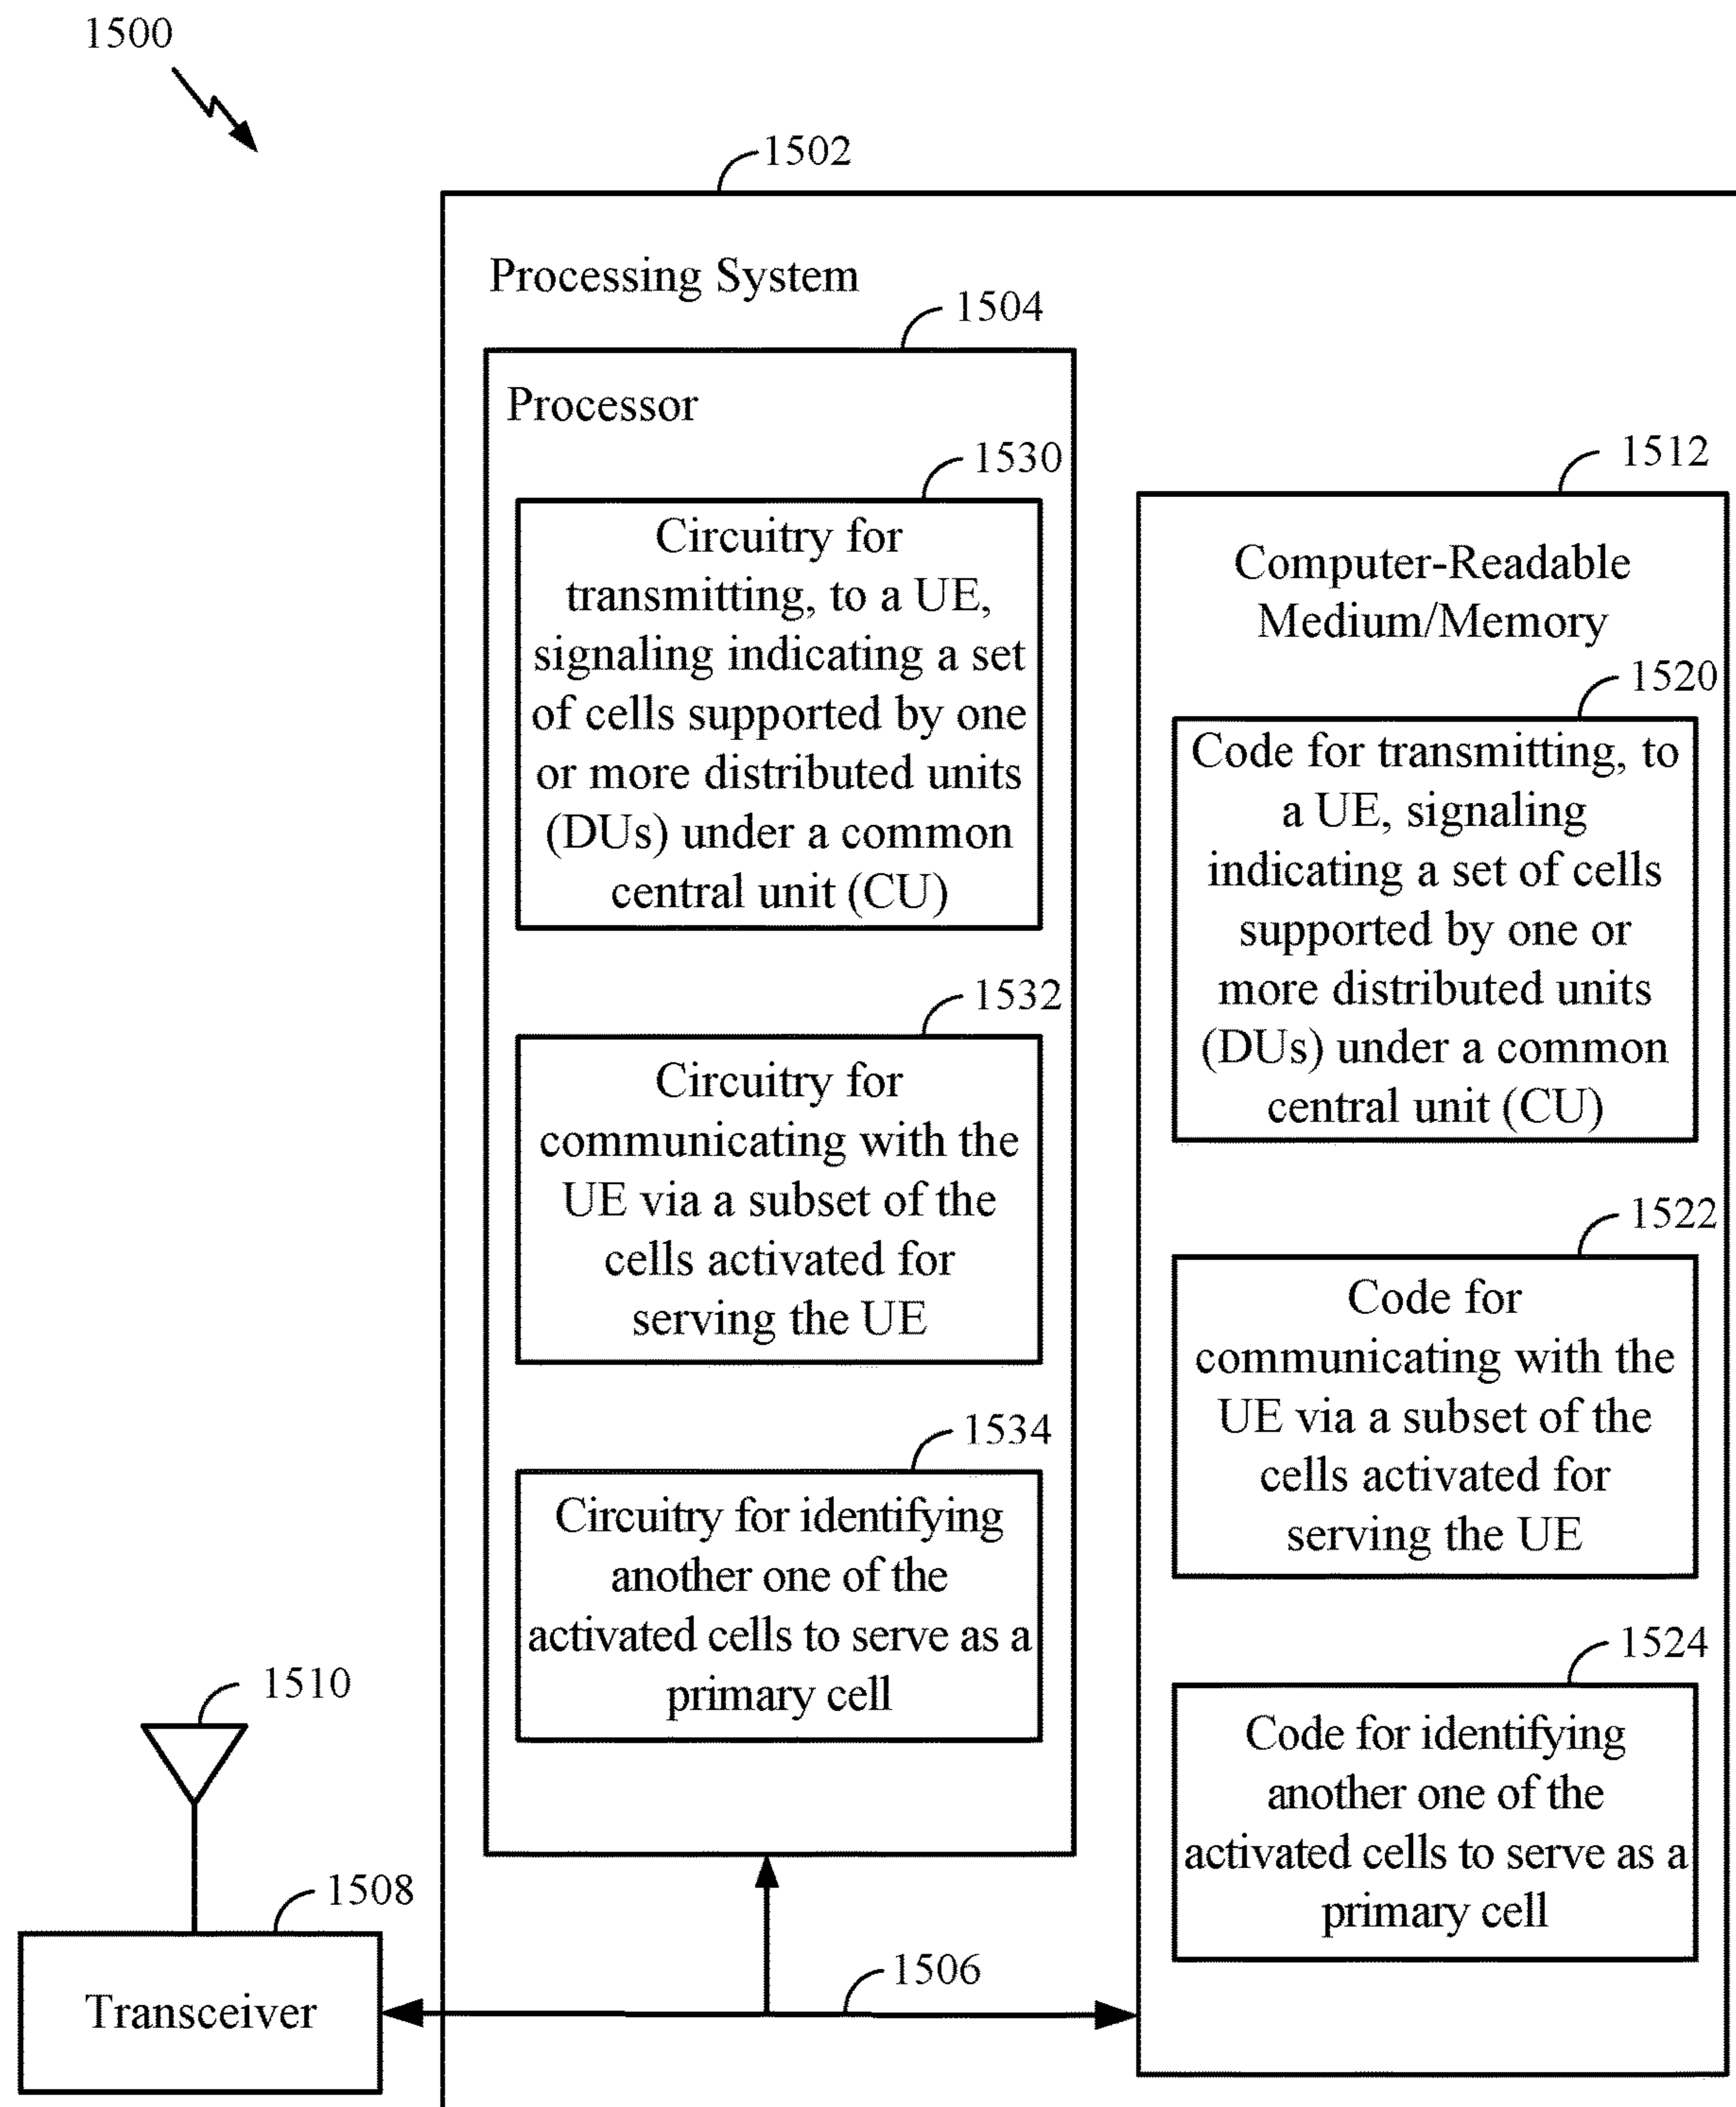 1500
1502
Processing System
1504
Processor
1530
Circuitry for
transmitting, to a UE,
signaling indicating a set
of cells supported by one
or more distributed units
(DUs) under a common
central unit (CU)
1532
Circuitry for
communicating with the
UE via a subset of the
cells activated for
serving the UE
1534
Circuitry for identifying
another one of the
activated cells to serve as a
primary cell
1512
Computer-Readable
Medium/Memory
1520
Code for transmitting, to
a UE, signaling
indicating a set of cells
supported by one or
more distributed units
(DUs) under a common
central unit (CU)
1522
Code for
communicating with the
UE via a subset of the
cells activated for
serving the UE
1524
Code for identifying
another one of the
activated cells to serve as a
primary cell
1510
1508
Transceiver
1506